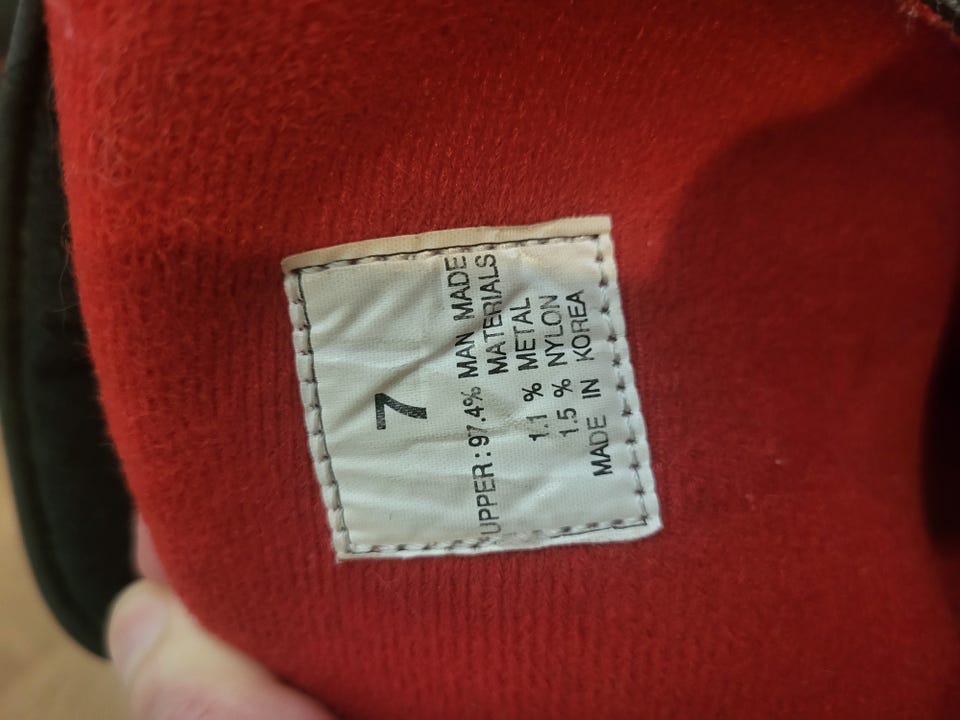 7
UPPER: 97.4% MAN MADE
MATERIALS
1.1 % METAL
1.5 % NYLON
MADE IN KOREA